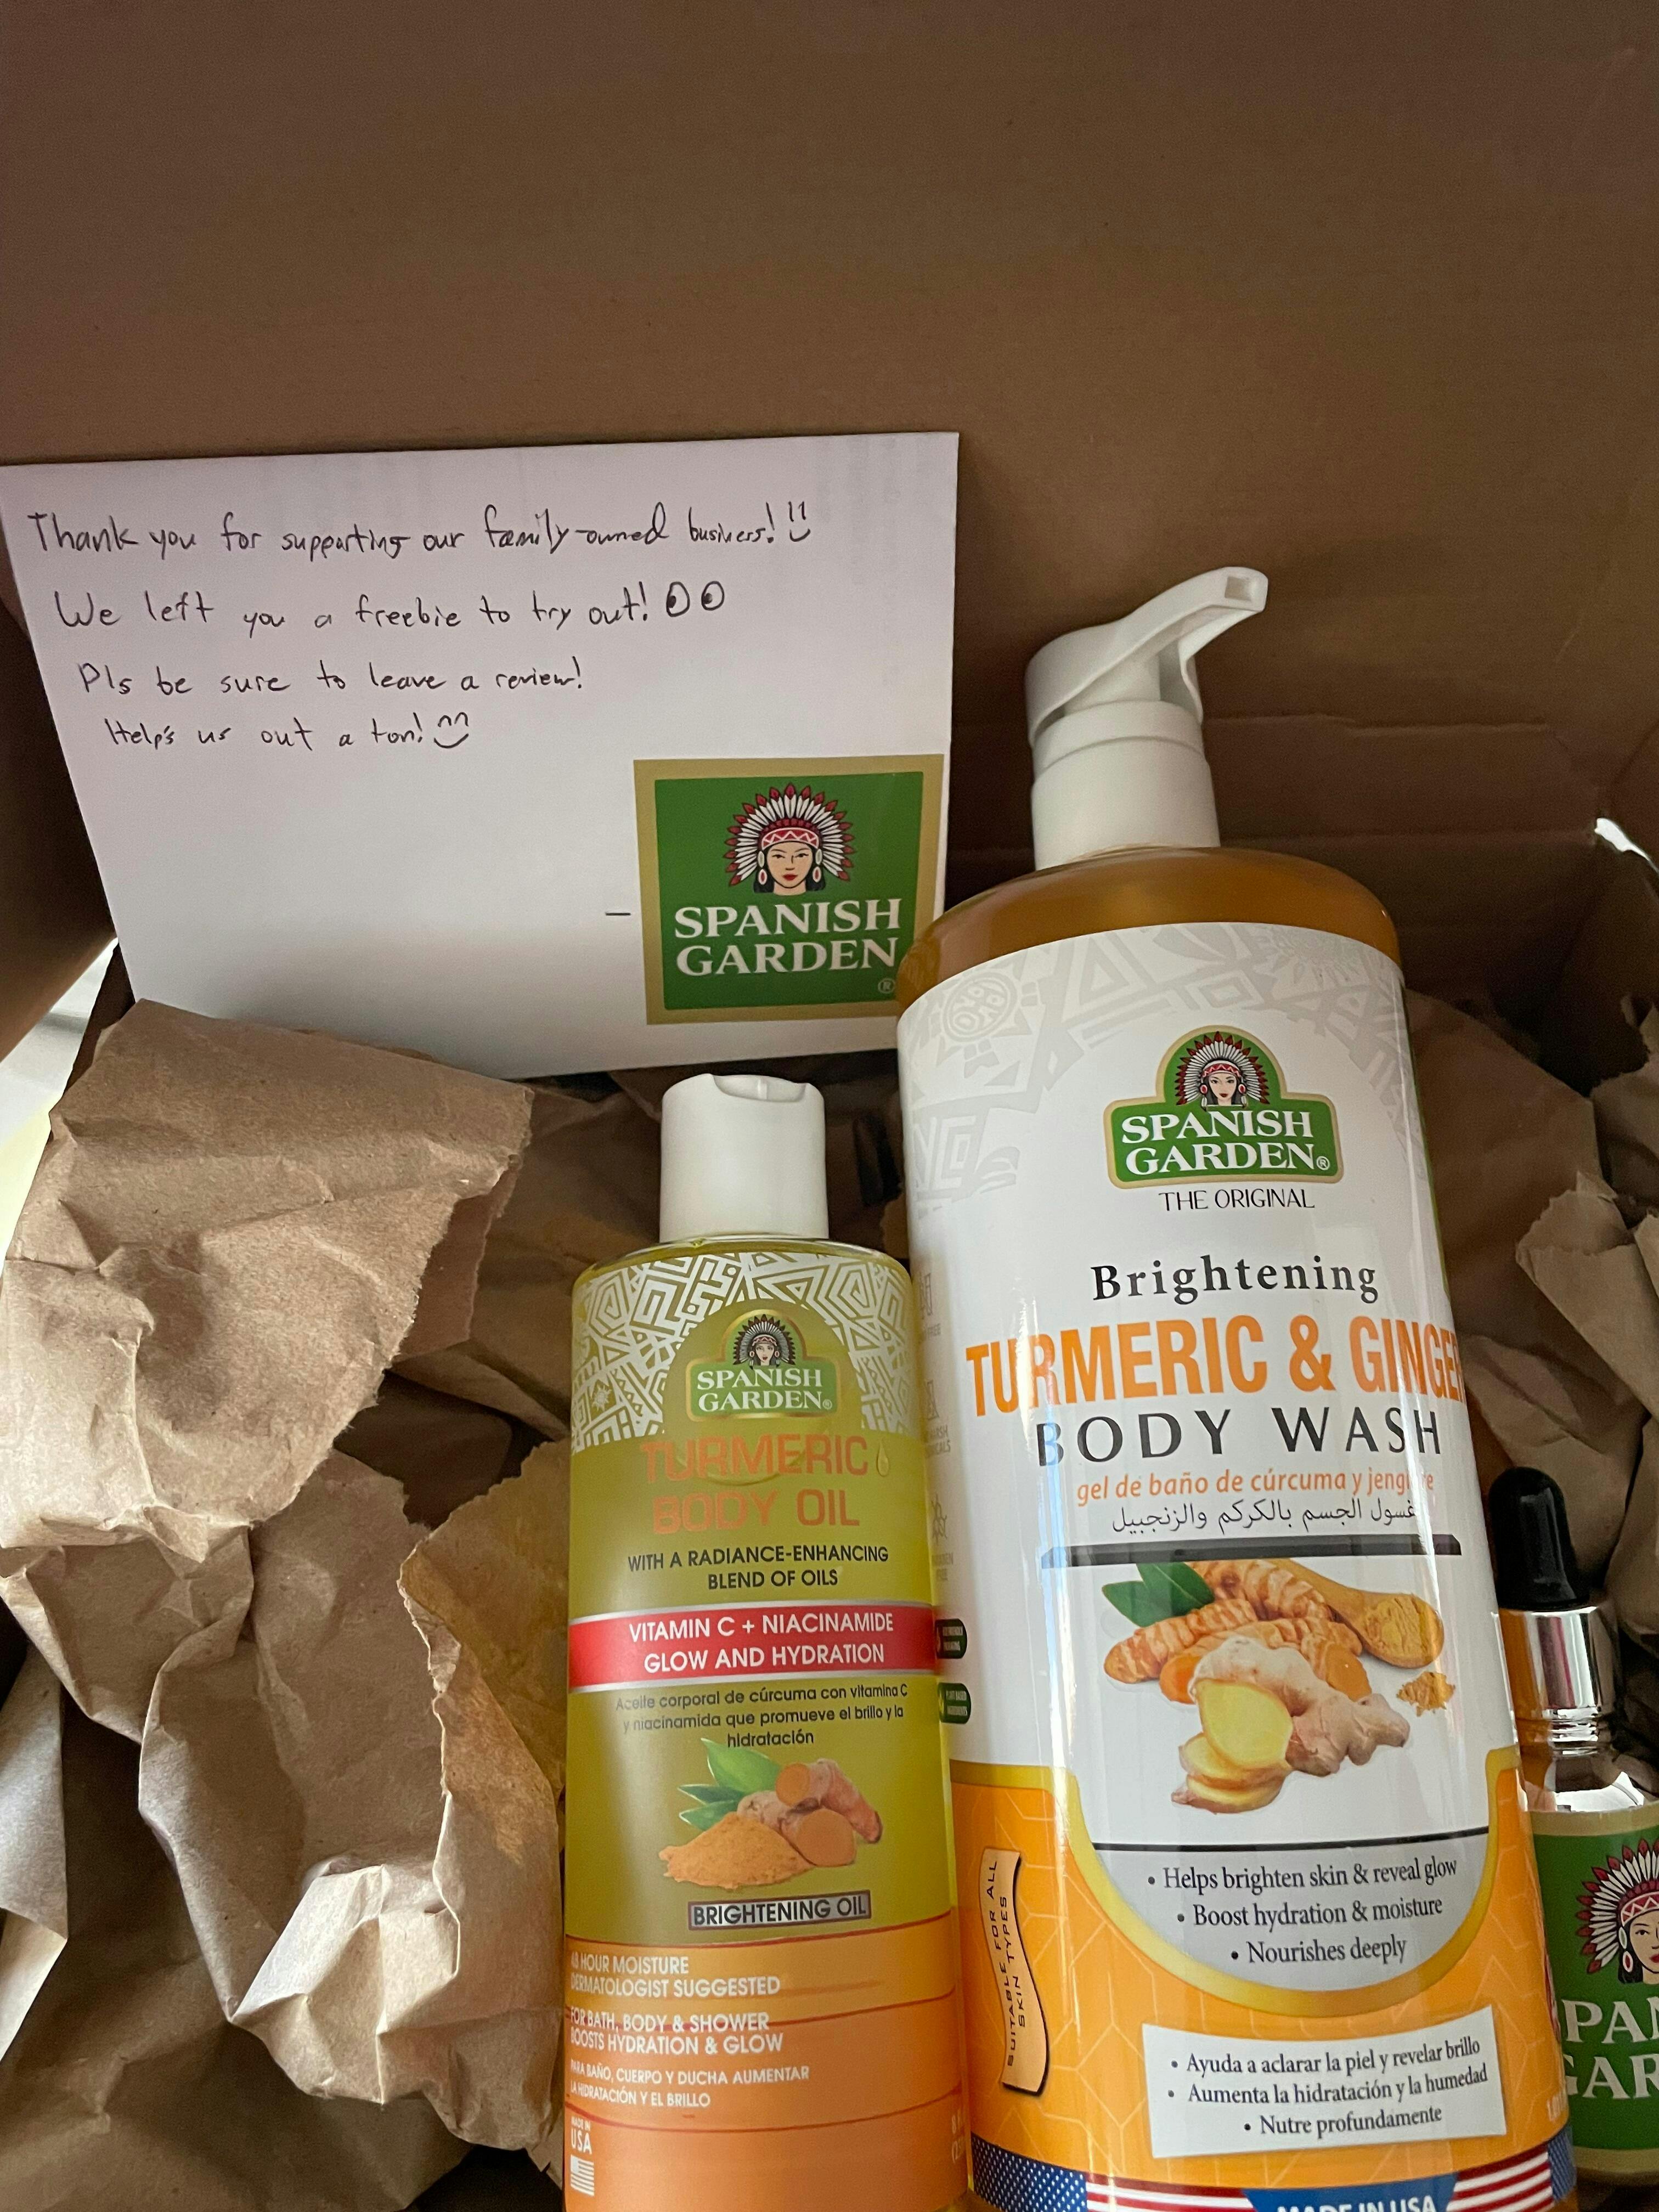 Thank you for supporting our family-owned business!
We left you a freebie to try out!
Pls be sure to leave a review!
Help's us out a ton!
SPANISH
GARDEN
®
SPANISH
GARDEN®
TURMERIC
BODY OIL
WITH A RADIANCE-ENHANCING
BLEND OF OILS
VITAMIN C + NIACINAMIDE
GLOW AND HYDRATION
Aceite corporal de cúrcuma con vitamina C
y niacinamida que promueve el brillo y la
hidratación
BRIGHTENING OIL
48 HOUR MOISTURE
DERMATOLOGIST SUGGESTED
FOR BATH, BODY & SHOWER
BOOSTS HYDRATION & GLOW
PARA BAÑO, CUERPO Y DUCHA AUMENTAR
LA HIDRATACIÓN Y EL BRILLO
MADE IN
USA
SPANISH
GARDEN®
THE ORIGINAL
Brightening
TURMERIC & GINGE
BODY WASH
gel de baño de cúrcuma y jeng
غسول الجسم بالكركم والزنجبيل
• Helps brighten skin & reveal glow
• Boost hydration & moisture
• Nourishes deeply
SUITABLE FOR ALL
SKIN TYPES
• Ayuda a aclarar la piel y revelar brillo
• Aumenta la hidratación y la humedad
• Nutre profundamente
MADE IN USA
SPAN
GAR